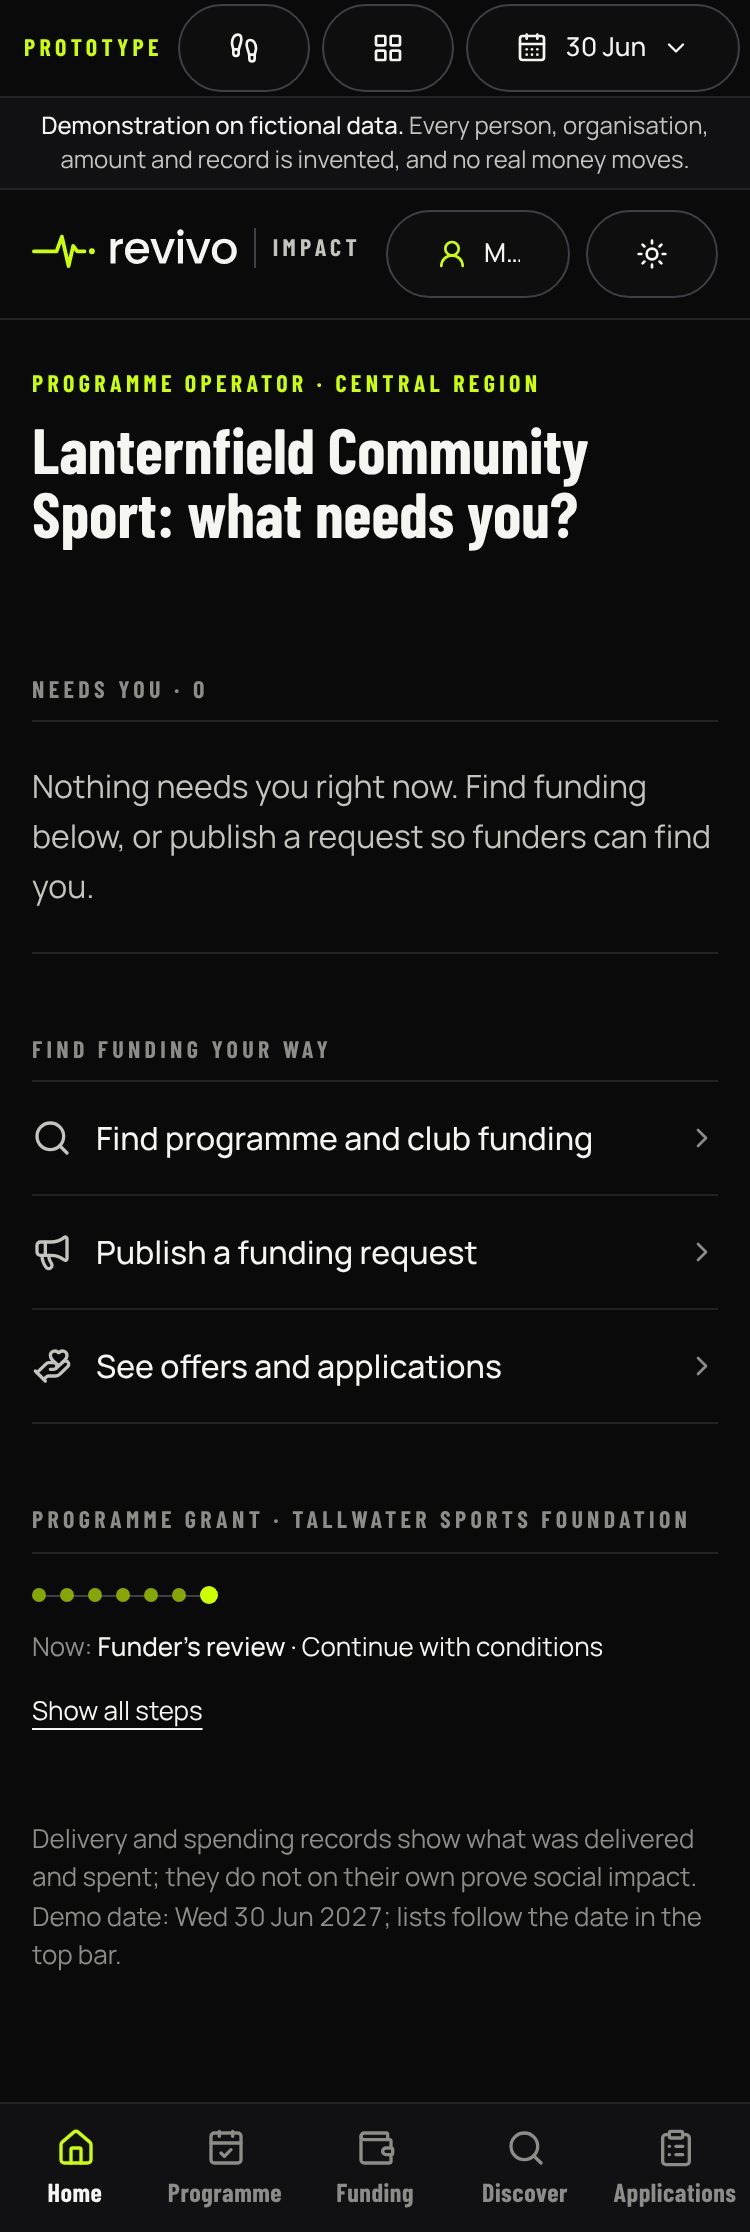 PROTOTYPE
30 Jun
Demonstration on fictional data. Every person, organisation,
amount and record is invented, and no real money moves.
revivo
IMPACT
M...
PROGRAMME OPERATOR · CENTRAL REGION
Lanternfield Community
Sport: what needs you?
NEEDS YOU · 0
Nothing needs you right now. Find funding
below, or publish a request so funders can find
you.
FIND FUNDING YOUR WAY
Find programme and club funding
Publish a funding request
See offers and applications
PROGRAMME GRANT · TALLWATER SPORTS FOUNDATION
Now: Funder’s review · Continue with conditions
Show all steps
Delivery and spending records show what was delivered
and spent; they do not on their own prove social impact.
Demo date: Wed 30 Jun 2027; lists follow the date in the
top bar.
Home
Programme
Funding
Discover
Applications